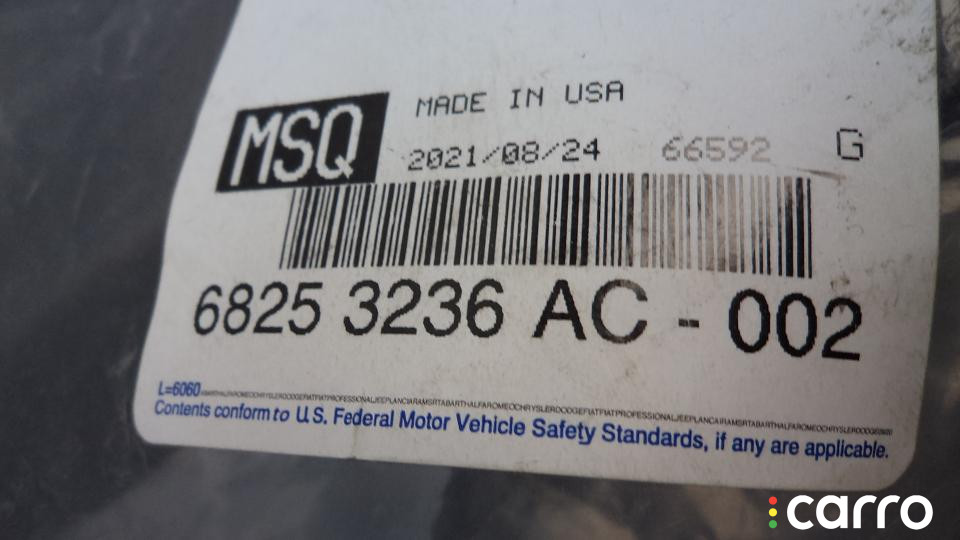 MSQ
MADE IN USA
2021/08/24 66592 G
6825 3236 AC - 002
L=6060
Contents conform to U.S. Federal Motor Vehicle Safety Standards, if any are applicable.
carro